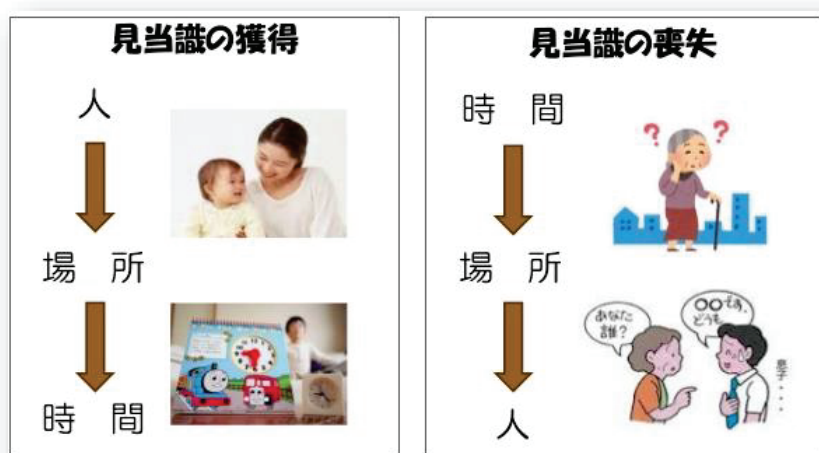 見当識の獲得
人
場　所
時　間
見当識の喪失
時　間
場　所
人
？　？
あなた
誰？
〇〇です、
どうも
息子・・・